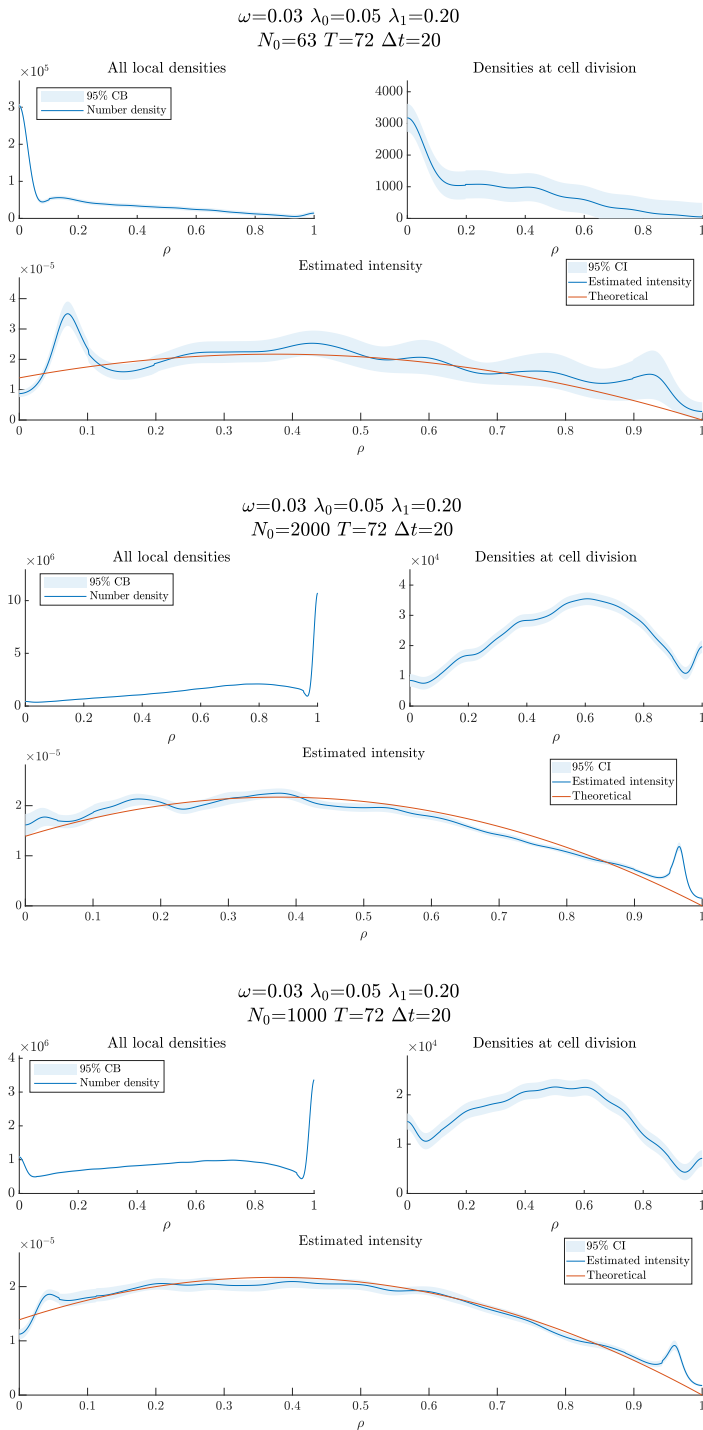 ω=0.03 λ₀=0.05 λ₁=0.20
N₀=63 T=72 Δt=20
All local densities
×10⁵
95% CB
Number density
3
2
1
0
0 0.2 0.4 0.6 0.8 1
ρ
Densities at cell division
4000
3000
2000
1000
0
0 0.2 0.4 0.6 0.8 1
ρ
Estimated intensity
×10⁻⁵
95% CI
Estimated intensity
Theoretical
4
3
2
1
0
0 0.1 0.2 0.3 0.4 0.5 0.6 0.7 0.8 0.9 1
ρ
ω=0.03 λ₀=0.05 λ₁=0.20
N₀=2000 T=72 Δt=20
All local densities
×10⁶
95% CB
Number density
10
5
0
0 0.2 0.4 0.6 0.8 1
ρ
Densities at cell division
×10⁴
4
3
2
1
0
0 0.2 0.4 0.6 0.8 1
ρ
Estimated intensity
×10⁻⁵
95% CI
Estimated intensity
Theoretical
2
1
0
0 0.1 0.2 0.3 0.4 0.5 0.6 0.7 0.8 0.9 1
ρ
ω=0.03 λ₀=0.05 λ₁=0.20
N₀=1000 T=72 Δt=20
All local densities
×10⁶
95% CB
Number density
4
3
2
1
0
0 0.2 0.4 0.6 0.8 1
ρ
Densities at cell division
×10⁴
2
1
0
0 0.2 0.4 0.6 0.8 1
ρ
Estimated intensity
×10⁻⁵
95% CI
Estimated intensity
Theoretical
2
1
0
0 0.1 0.2 0.3 0.4 0.5 0.6 0.7 0.8 0.9 1
ρ